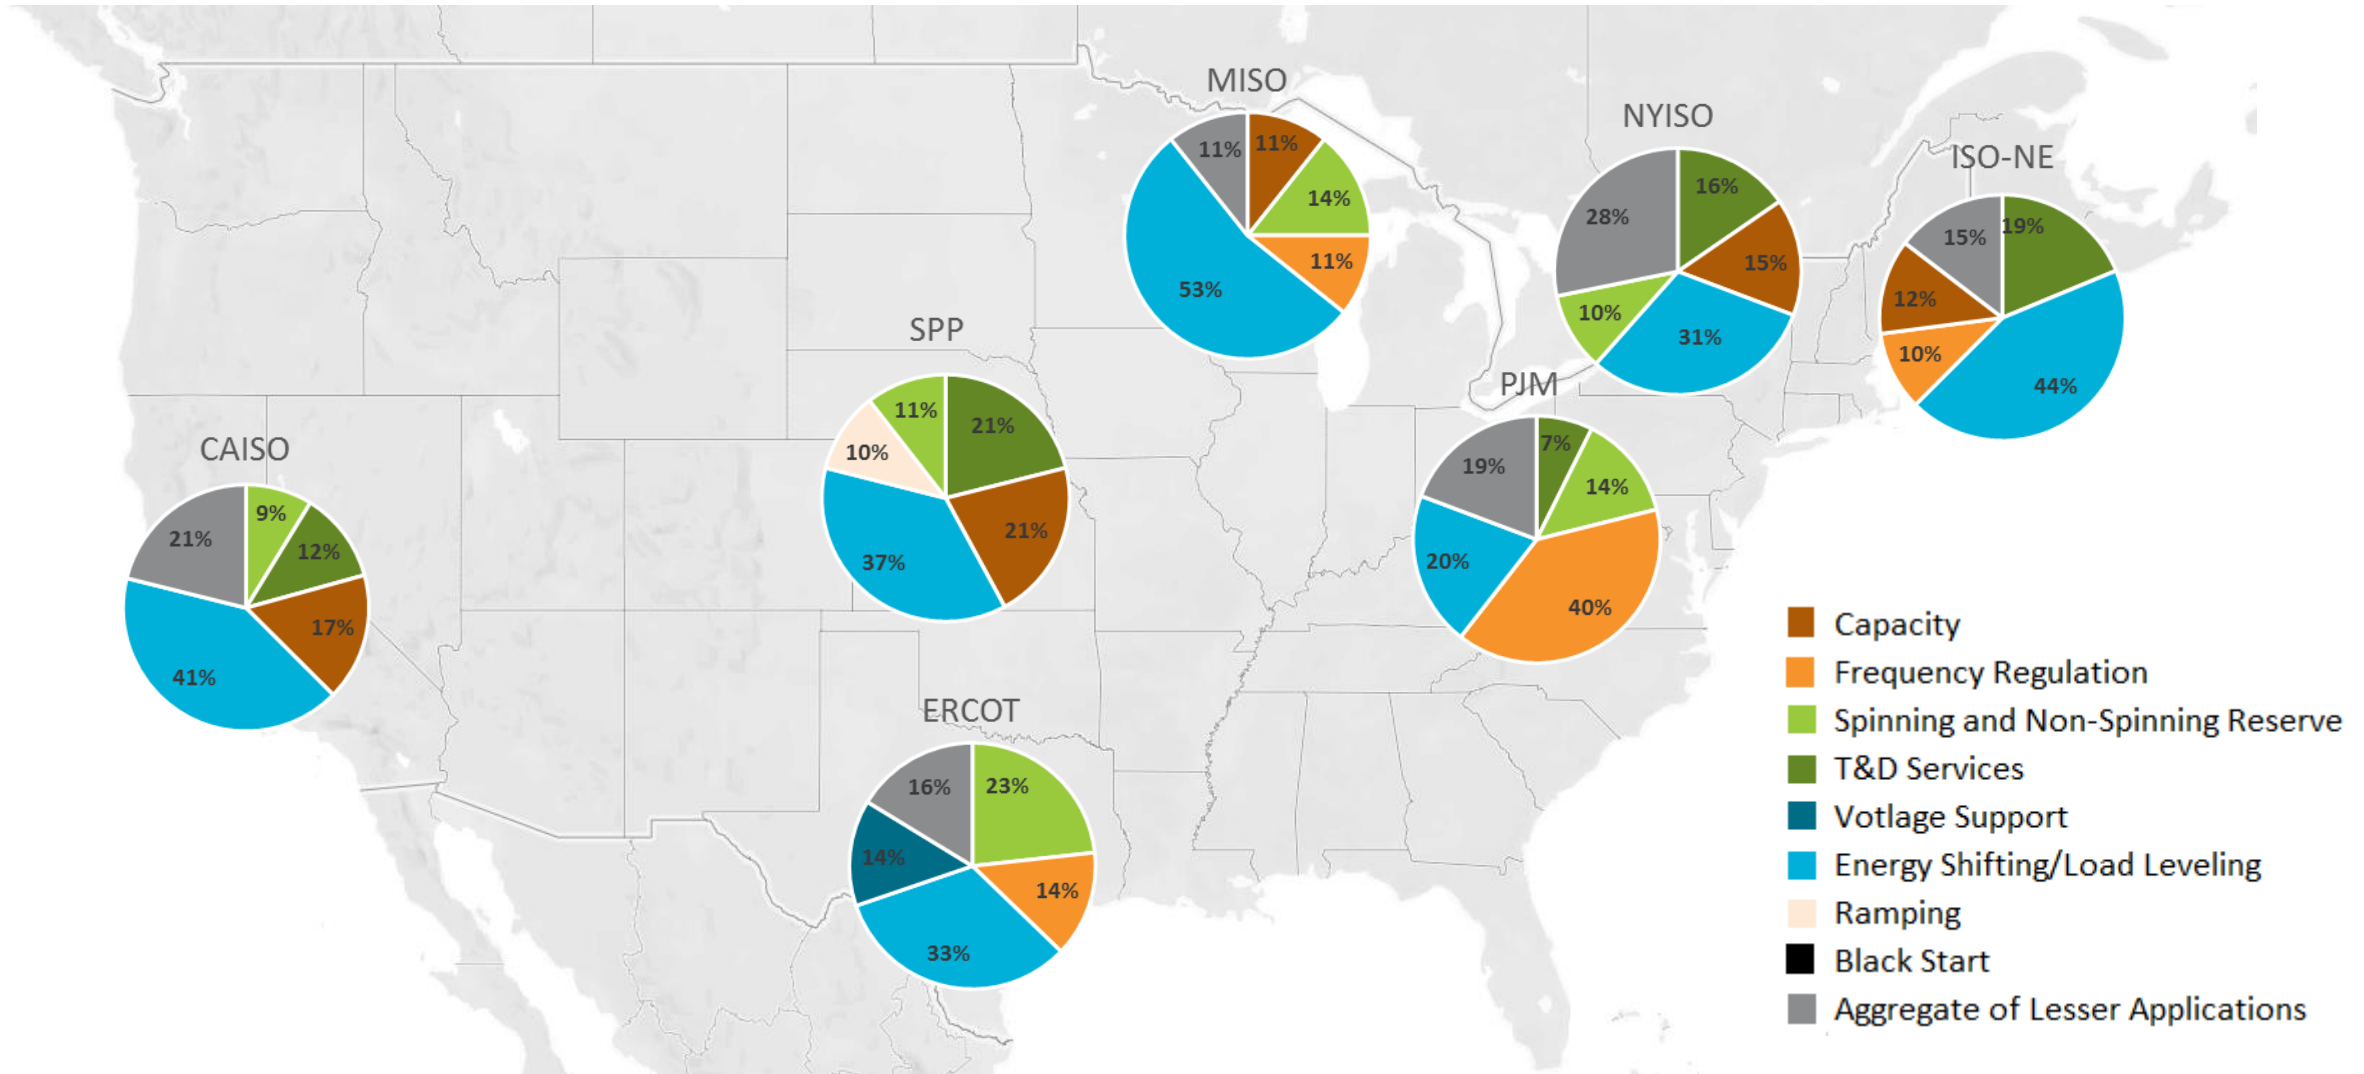 MISO
11%
11%
14%
11%
53%
NYISO
16%
28%
15%
10%
31%
ISO-NE
19%
15%
12%
10%
44%
SPP
11%
21%
10%
21%
37%
PJM
7%
19%
14%
20%
40%
CAISO
9%
21%
12%
17%
41%
ERCOT
16%
23%
14%
14%
33%
Capacity
Frequency Regulation
Spinning and Non-Spinning Reserve
T&D Services
Votlage Support
Energy Shifting/Load Leveling
Ramping
Black Start
Aggregate of Lesser Applications